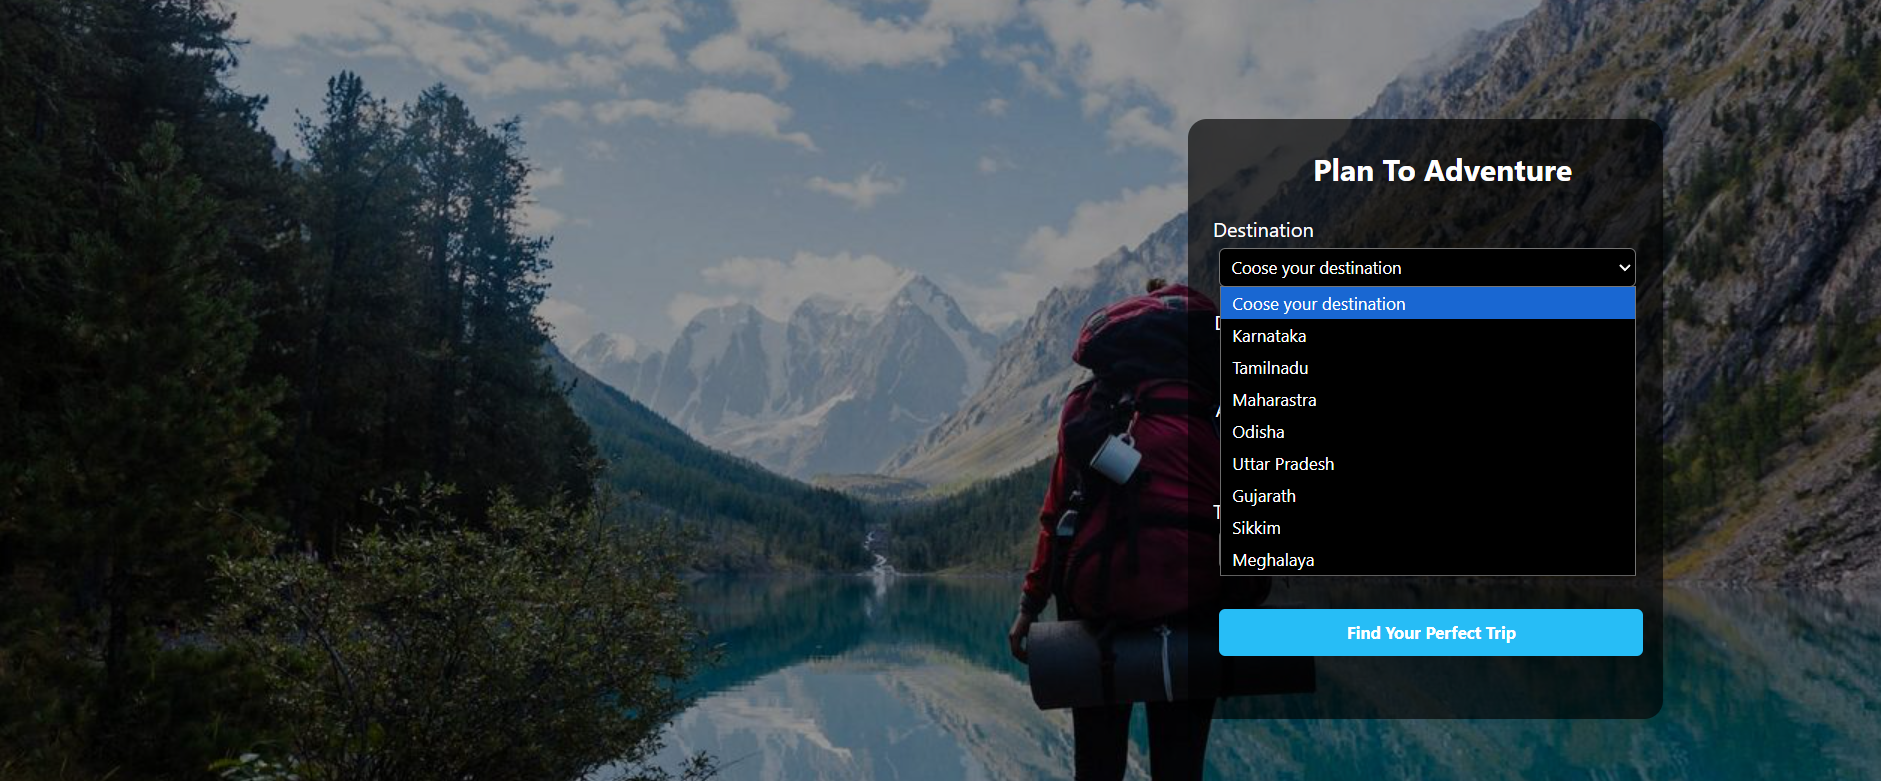 Plan To Adventure
Destination
Coose your destination
Coose your destination
Karnataka
Tamilnadu
Maharastra
Odisha
Uttar Pradesh
Gujarath
Sikkim
Meghalaya
Find Your Perfect Trip